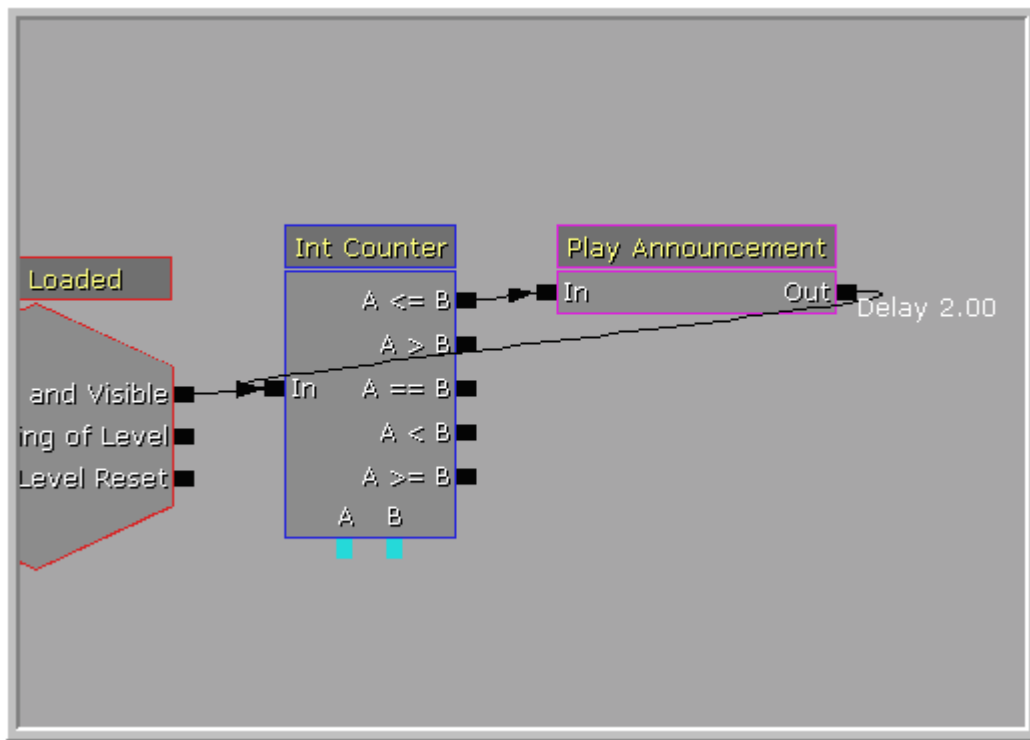 Loaded
and Visible
ing of Level
Level Reset
Int Counter
A <= B
A > B
In
A == B
A < B
A >= B
A B
Play Announcement
In Out
Delay 2.00